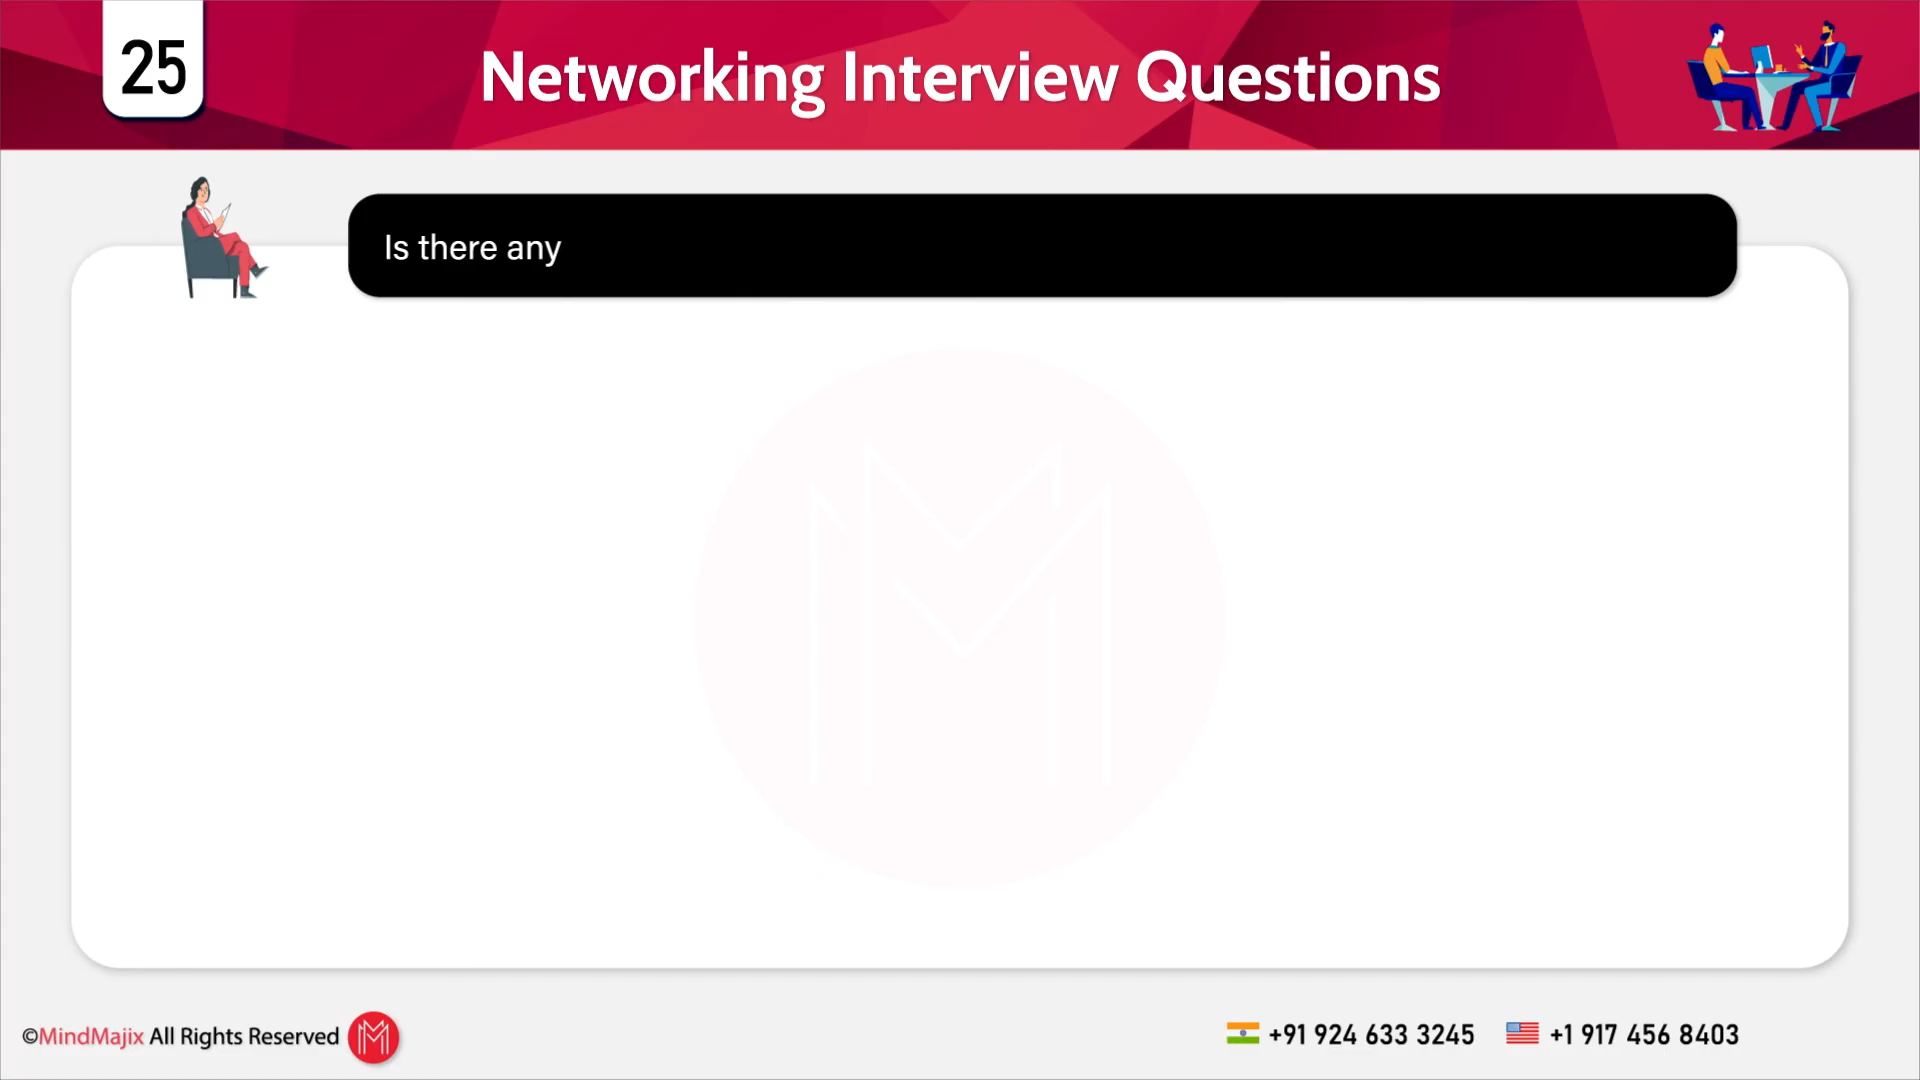 25
Networking Interview Questions
Is there any
©MindMajix All Rights Reserved
+91 924 633 3245
+1 917 456 8403